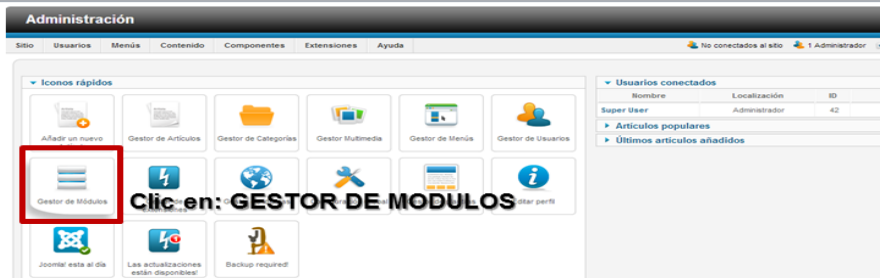 Administración
Sitio Usuarios Menús Contenido Componentes Extensiones Ayuda No conectados al sitio 1 Administrador
Iconos rápidos
Usuarios conectados
Nombre Localización ID
Super User Administrador 42
Artículos populares
Últimos artículos añadidos
Añadir un nuevo
Gestor de Artículos Gestor de Categorías Gestor Multimedia Gestor de Menús Gestor de Usuarios
Gestor de Módulos
Clic en: GESTOR DE MODULOS
Editar perfil
Joomla! esta al día
Las actualizaciones
están disponibles!
Backup required!